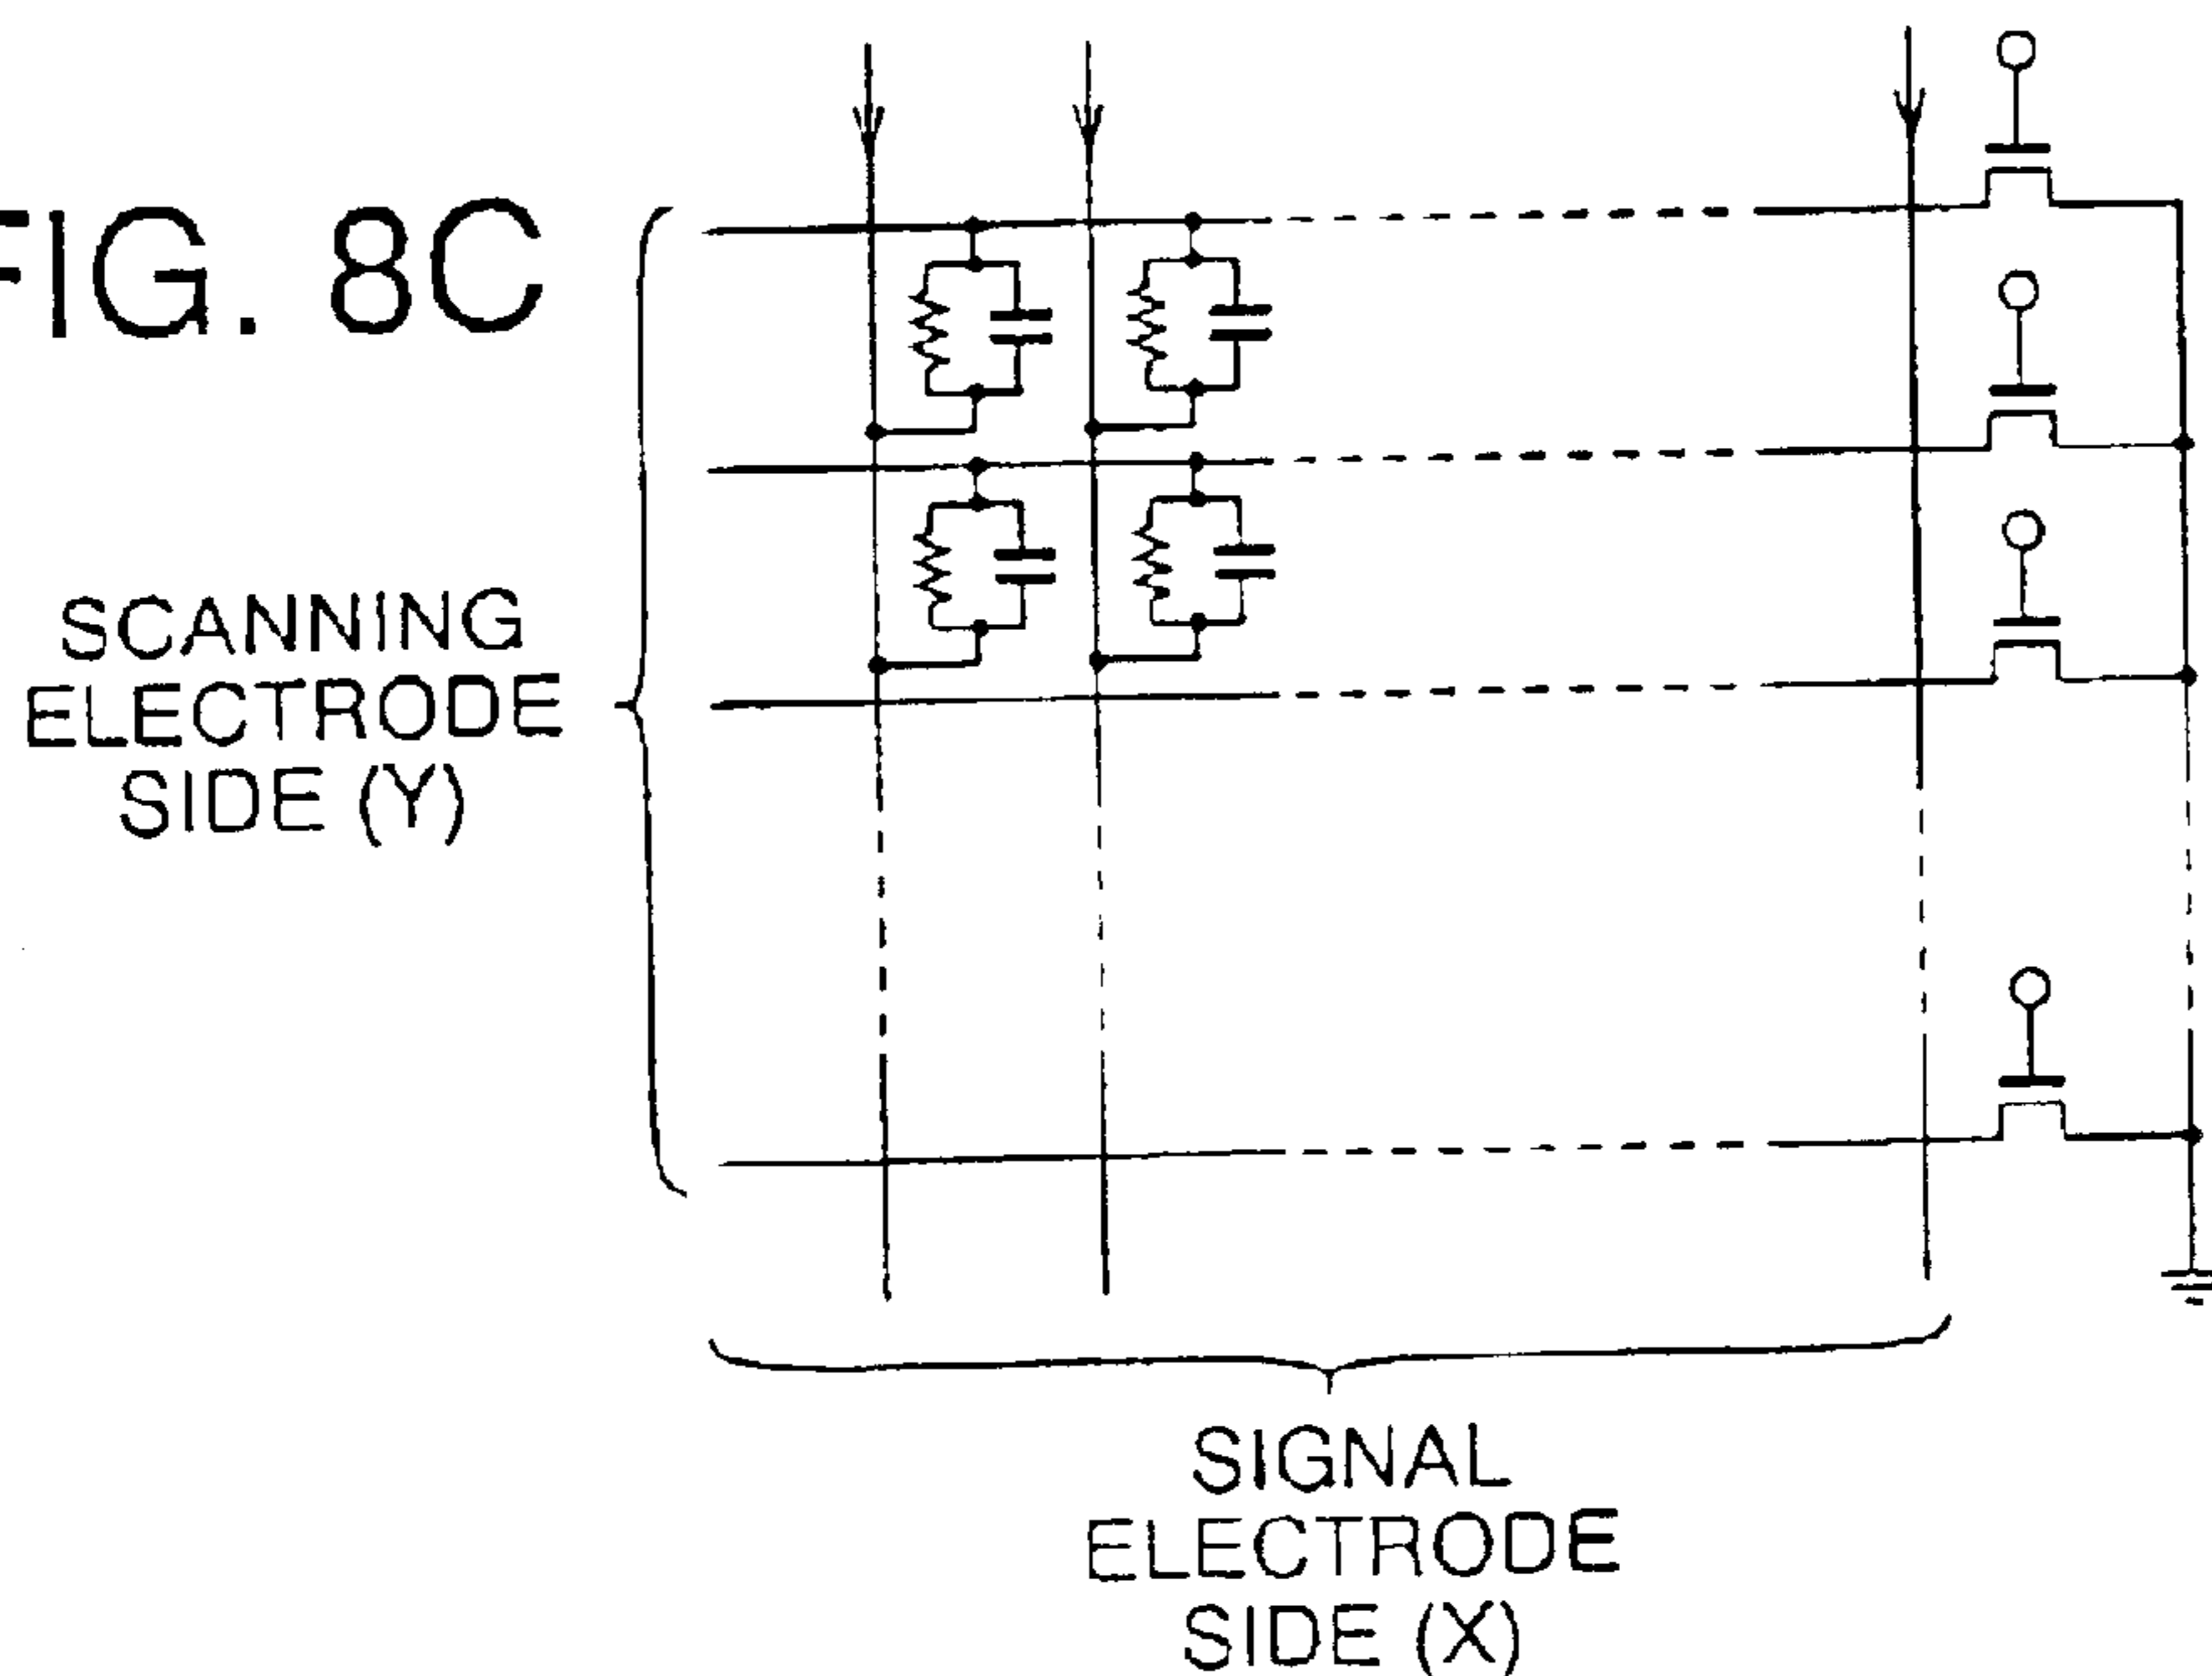 FIG. 8C
SCANNING
ELECTRODE
SIDE (Y)
SIGNAL
ELECTRODE
SIDE (X)